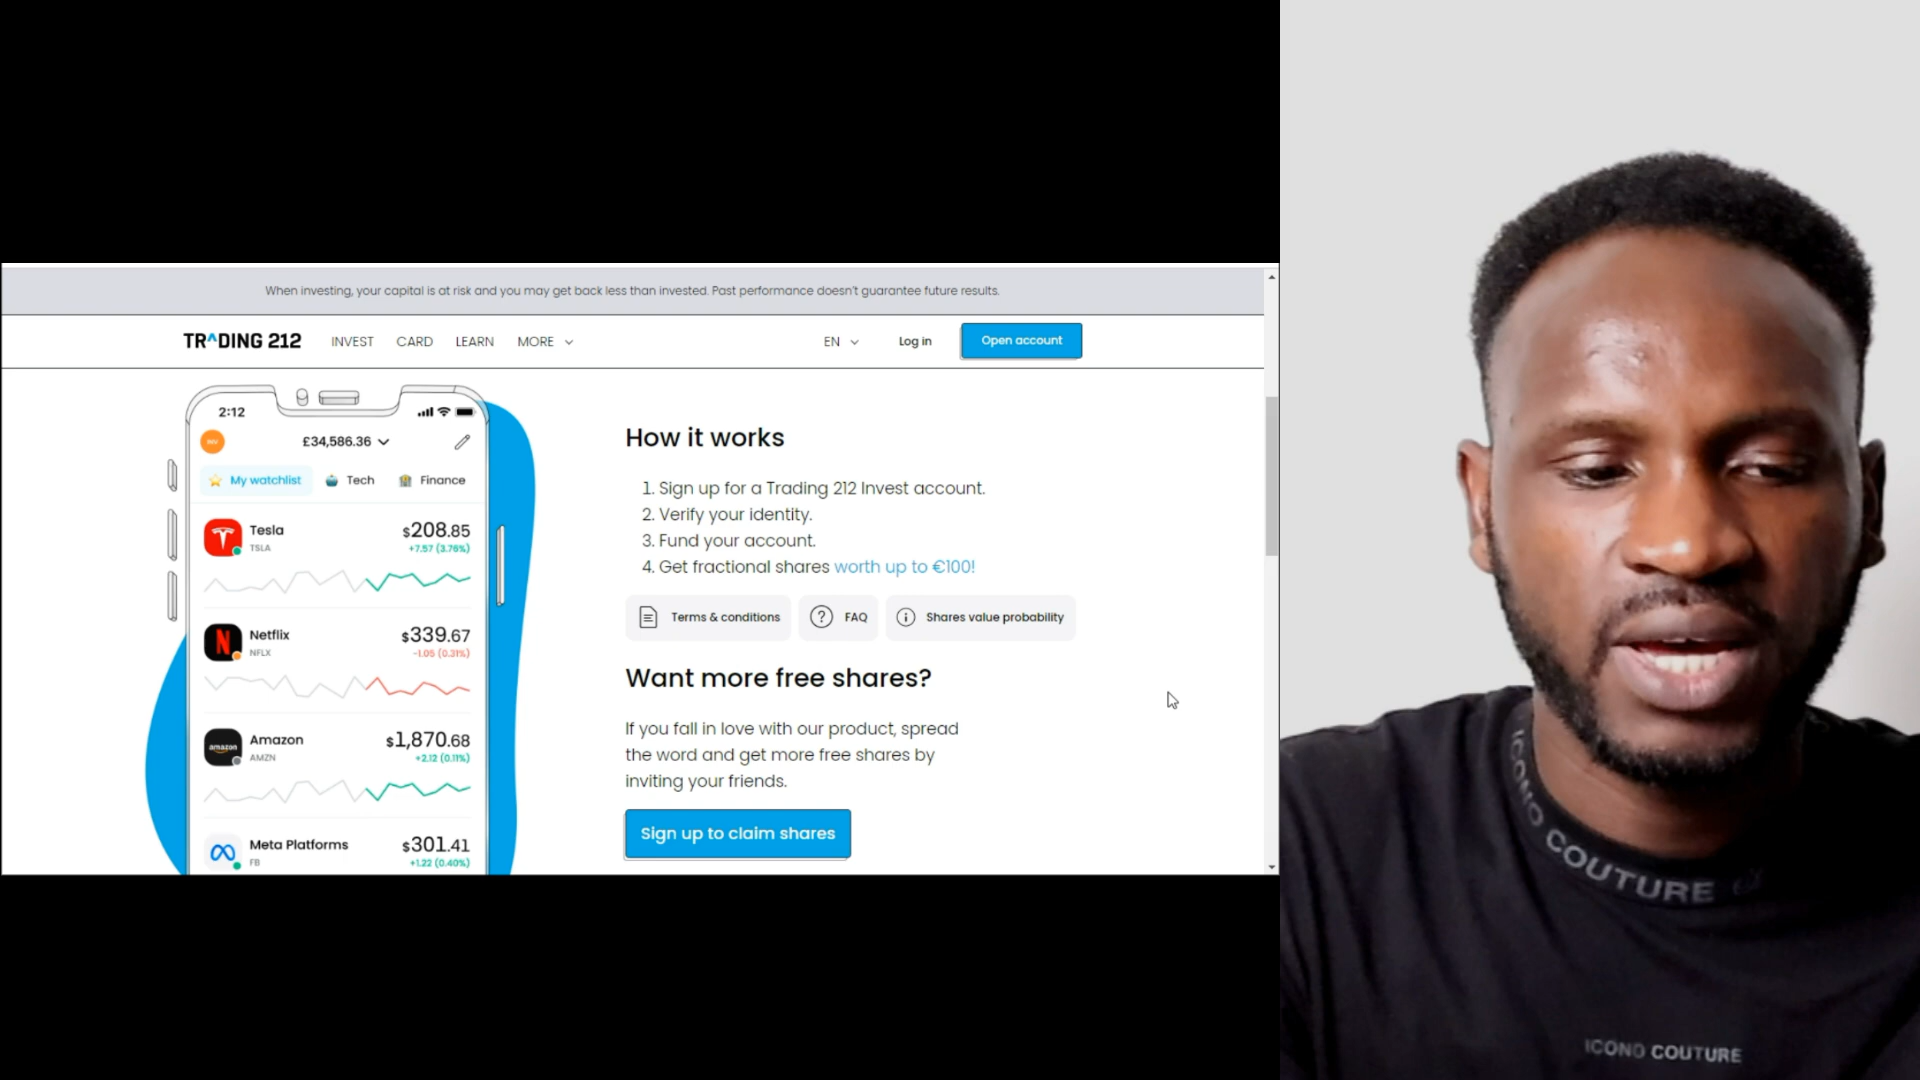 When investing, your capital is at risk and you may get back less than invested. Past performance doesn't guarantee future results.
TR^DING 212 INVEST CARD LEARN MORE EN Log in Open account
2:12
INV £34,586.36
My watchlist Tech Finance
Tesla $208.85
TSLA +7.57 (3.76%)
Netflix $339.67
NFLX -1.05 (0.31%)
amazon Amazon $1,870.68
AMZN +2.12 (0.11%)
Meta Platforms $301.41
FB +1.22 (0.40%)
How it works
1. Sign up for a Trading 212 Invest account.
2. Verify your identity.
3. Fund your account.
4. Get fractional shares worth up to €100!
Terms & conditions ? FAQ i Shares value probability
Want more free shares?
If you fall in love with our product, spread
the word and get more free shares by
inviting your friends.
Sign up to claim shares
ICONO COUTURE
ICONO COUTURE